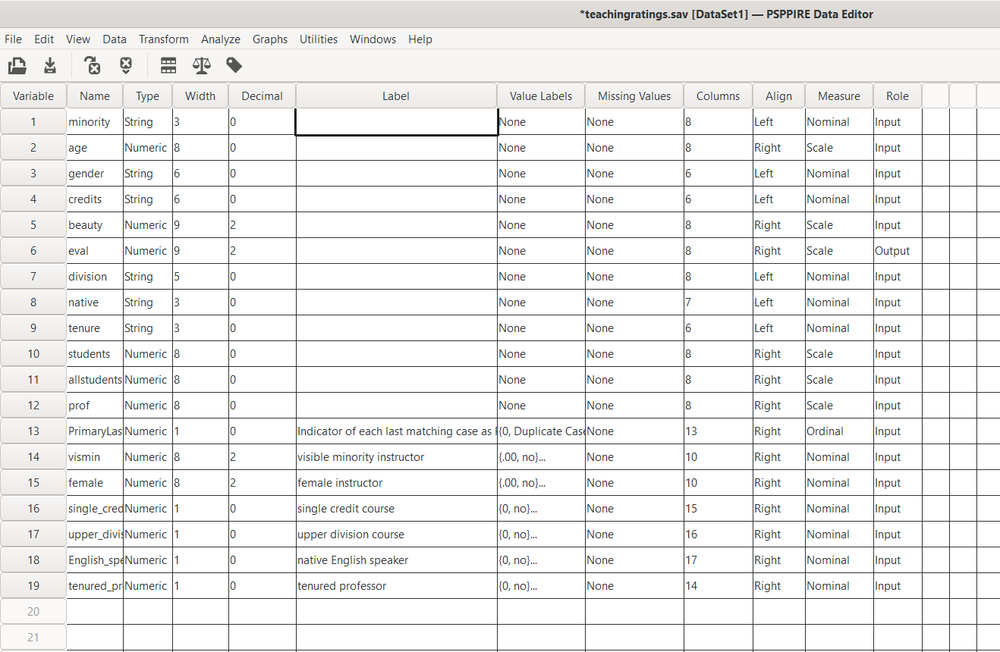 *teachingratings.sav [DataSet1] — PSPPIRE Data Editor
File Edit View Data Transform Analyze Graphs Utilities Windows Help
Variable Name Type Width Decimal Label Value Labels Missing Values Columns Align Measure Role
1 minority String 3 0 None None 8 Left Nominal Input
2 age Numeric 8 0 None None 8 Right Scale Input
3 gender String 6 0 None None 6 Left Nominal Input
4 credits String 6 0 None None 6 Left Nominal Input
5 beauty Numeric 9 2 None None 8 Right Scale Input
6 eval Numeric 9 2 None None 8 Right Scale Output
7 division String 5 0 None None 8 Left Nominal Input
8 native String 3 0 None None 7 Left Nominal Input
9 tenure String 3 0 None None 6 Left Nominal Input
10 students Numeric 8 0 None None 8 Right Scale Input
11 allstudents Numeric 8 0 None None 8 Right Scale Input
12 prof Numeric 8 0 None None 8 Right Scale Input
13 PrimaryLas Numeric 1 0 Indicator of each last matching case as {0, Duplicate Case None 13 Right Ordinal Input
14 vismin Numeric 8 2 visible minority instructor {.00, no}... None 10 Right Nominal Input
15 female Numeric 8 2 female instructor {.00, no}... None 10 Right Nominal Input
16 single_cred Numeric 1 0 single credit course {0, no}... None 15 Right Nominal Input
17 upper_divis Numeric 1 0 upper division course {0, no}... None 16 Right Nominal Input
18 English_spe Numeric 1 0 native English speaker {0, no}... None 17 Right Nominal Input
19 tenured_pr Numeric 1 0 tenured professor {0, no}... None 14 Right Nominal Input
20
21